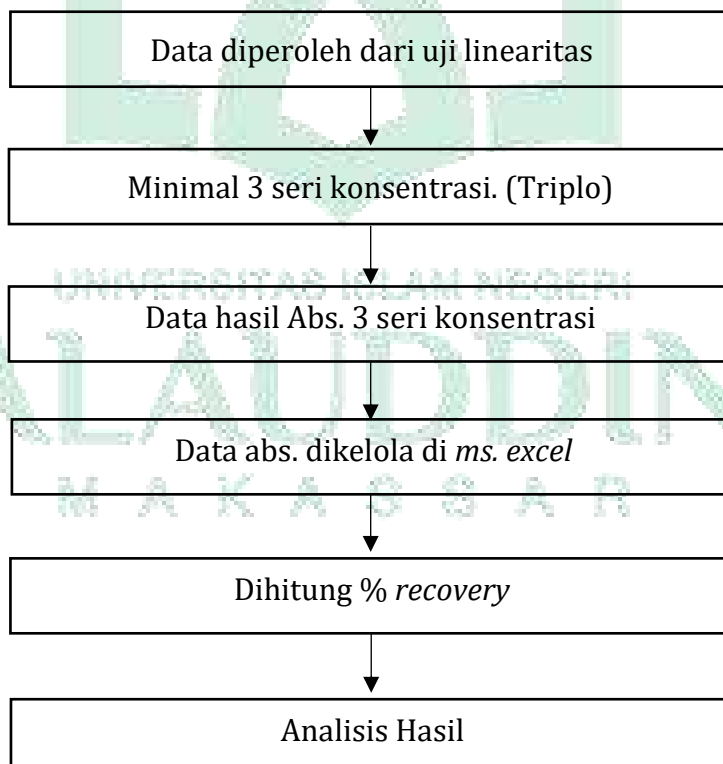 Data diperoleh dari uji linearitas
Minimal 3 seri konsentrasi. (Triplo)
UNIVERSITAS ISLAM NEGERI
Data hasil Abs. 3 seri konsentrasi
ALAUDDIN
Data abs. dikelola di ms. excel
M A K A S S A R
Dihitung % recovery
Analisis Hasil